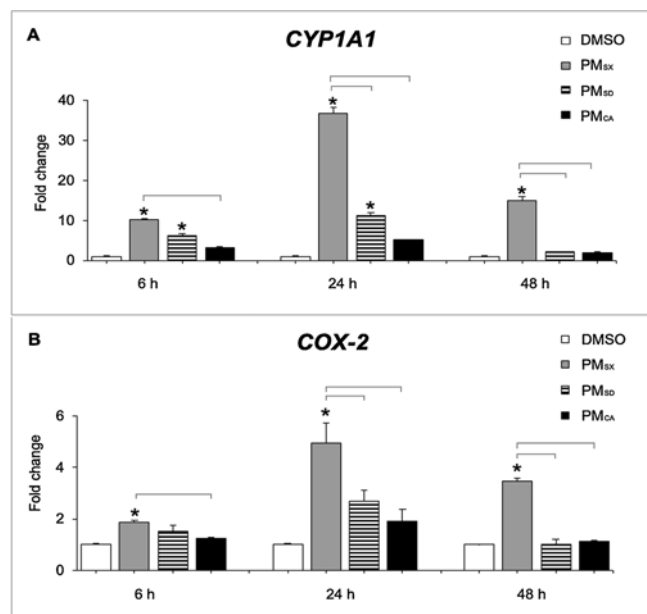 A
CYP1A1
DMSO
PMSX
PMSD
PMCA
Fold change
40
30
20
10
0
*
*
*
*
*
6 h
24 h
48 h
B
COX-2
DMSO
PMSX
PMSD
PMCA
Fold change
6
4
2
0
*
*
*
6 h
24 h
48 h